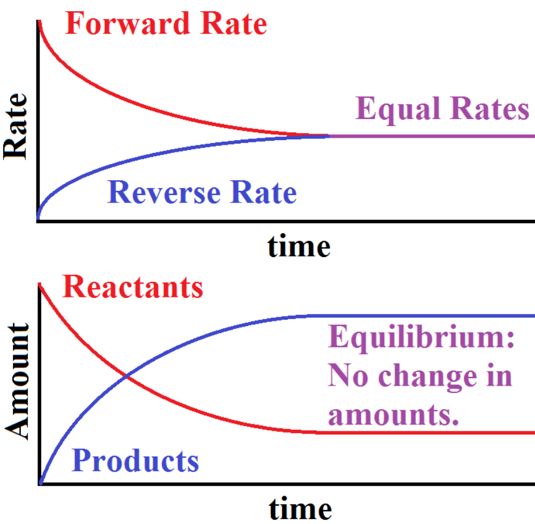 Forward Rate
Equal Rates
Rate
Reverse Rate
time
Reactants
Equilibrium:
No change in
amounts.
Amount
Products
time